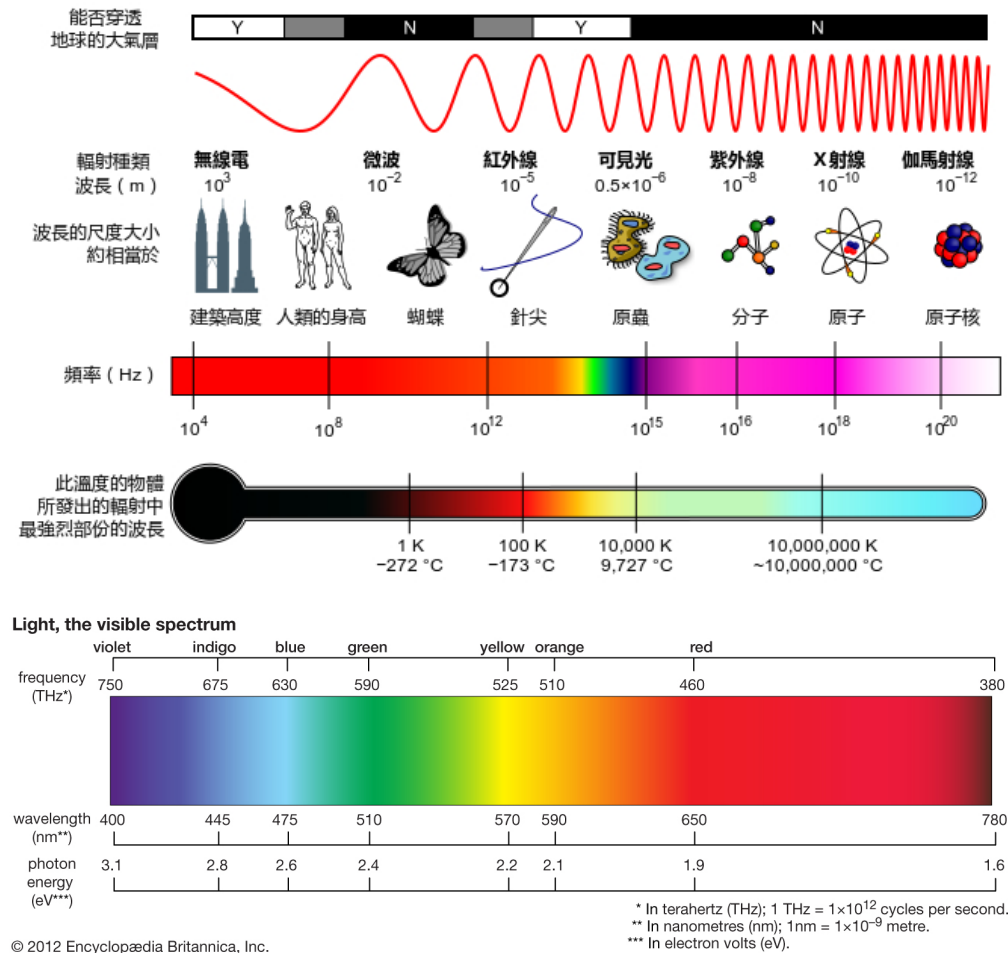 能否穿透
地球的大氣層
Y N Y N
輻射種類 無線電 微波 紅外線 可見光 紫外線 X射線 伽馬射線
波長（m） 10³ 10⁻² 10⁻⁵ 0.5×10⁻⁶ 10⁻⁸ 10⁻¹⁰ 10⁻¹²
波長的尺度大小
約相當於
建築高度 人類的身高 蝴蝶 針尖 原蟲 分子 原子 原子核
頻率（Hz）
10⁴ 10⁸ 10¹² 10¹⁵ 10¹⁶ 10¹⁸ 10²⁰
此溫度的物體
所發出的輻射中
最強烈部份的波長
1 K 100 K 10,000 K 10,000,000 K
−272 °C −173 °C 9,727 °C ~10,000,000 °C
Light, the visible spectrum
violet indigo blue green yellow orange red
frequency
(THz*)
750 675 630 590 525 510 460 380
wavelength
(nm**)
400 445 475 510 570 590 650 780
photon
energy
(eV***)
3.1 2.8 2.6 2.4 2.2 2.1 1.9 1.6
* In terahertz (THz); 1 THz = 1×10¹² cycles per second.
** In nanometres (nm); 1nm = 1×10⁻⁹ metre.
*** In electron volts (eV).
© 2012 Encyclopædia Britannica, Inc.